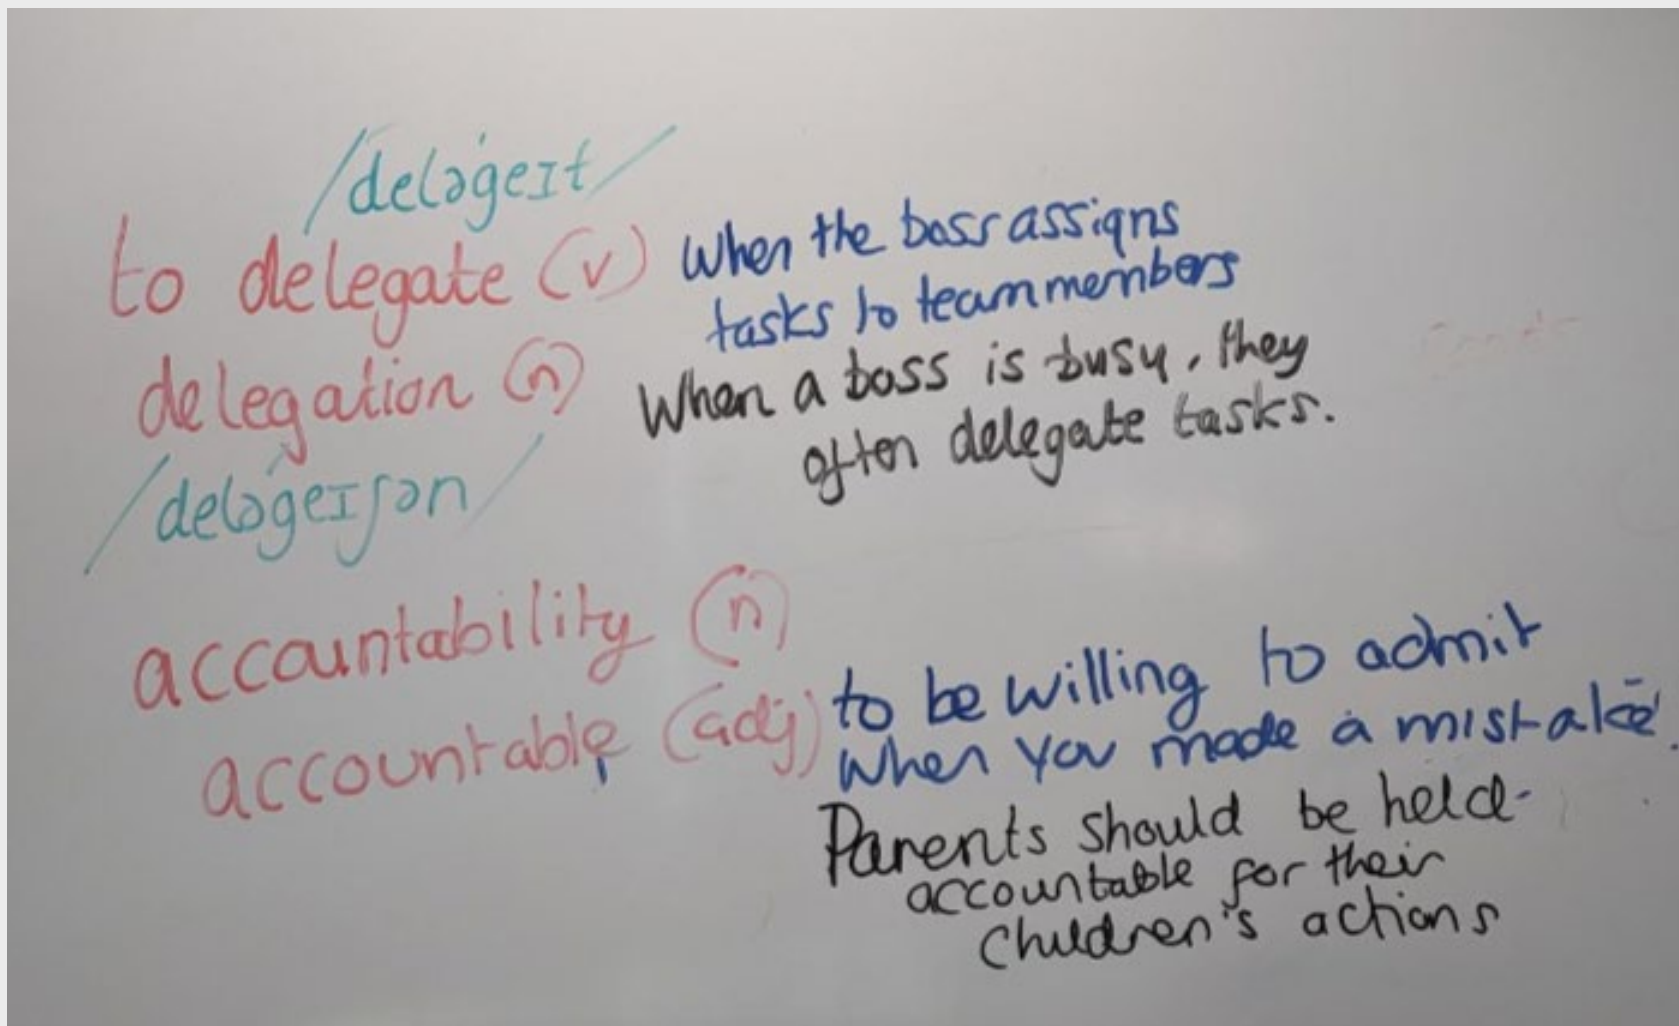 /deləgeɪt/
to delegate (v)
When the boss assigns
tasks to team members
delegation (n)
When a boss is busy, they
often delegate tasks.
/deləgeɪʃən/
accountability (n)
accountable (adj)
to be willing to admit
when you made a mistake.
Parents should be held
accountable for their
children's actions